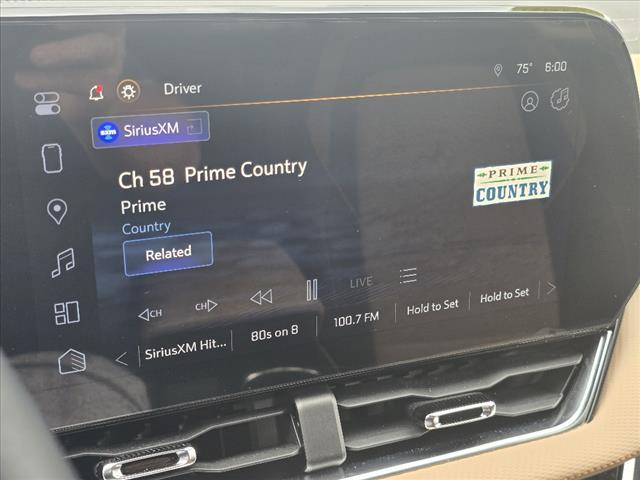 75° 6:00
Driver
SXM SiriusXM
Ch 58 Prime Country
PRIME
COUNTRY
Prime
Country
Related
CH CH LIVE
SiriusXM Hit... 80s on 8 100.7 FM Hold to Set Hold to Set